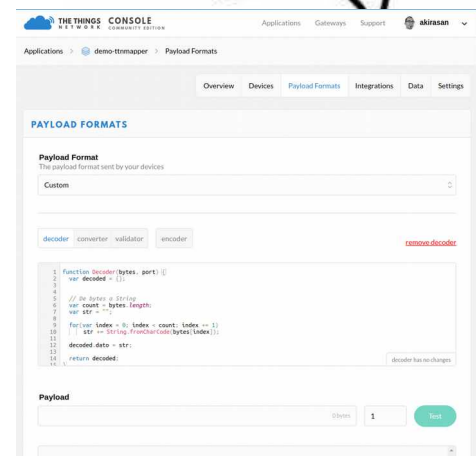 THE THINGS NETWORK CONSOLE COMMUNITY EDITION
Applications Gateways Support akirasan
Applications > demo-ttnmapper > Payload Formats
Overview Devices Payload Formats Integrations Data Settings
PAYLOAD FORMATS
Payload Format
The payload format sent by your devices
Custom
decoder converter validator encoder
remove decoder
1 function Decoder(bytes, port) {
2 var decoded = {};
3
4
5 // De bytes a String
6 var count = bytes.length;
7 var str = "";
8
9 for(var index = 0; index < count; index += 1)
10 str += String.fromCharCode(bytes[index]);
11
12 decoded.dato = str;
13
14 return decoded;
15 }
decoder has no changes
Payload
0 bytes 1 Test